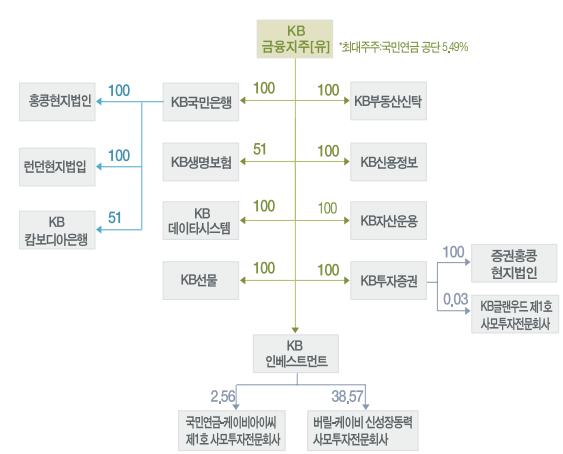 KB
금융지주[유]
*최대주주:국민연금 공단 5.49%
100
100
100
홍콩현지법인
KB국민은행
KB부동산신탁
100
51
100
런던현지법입
KB생명보험
KB신용정보
51
100
100
KB
캄보디아은행
KB
데이타시스템
KB자산운용
100
100
100
KB선물
KB투자증권
증권홍콩
현지법인
0.03
KB글랜우드 제1호
사모투자전문회사
KB
인베스트먼트
2.56
38.57
국민연금-케이비아이씨
제1호 사모투자전문회사
버릴-케이비 신성장동력
사모투자전문회사